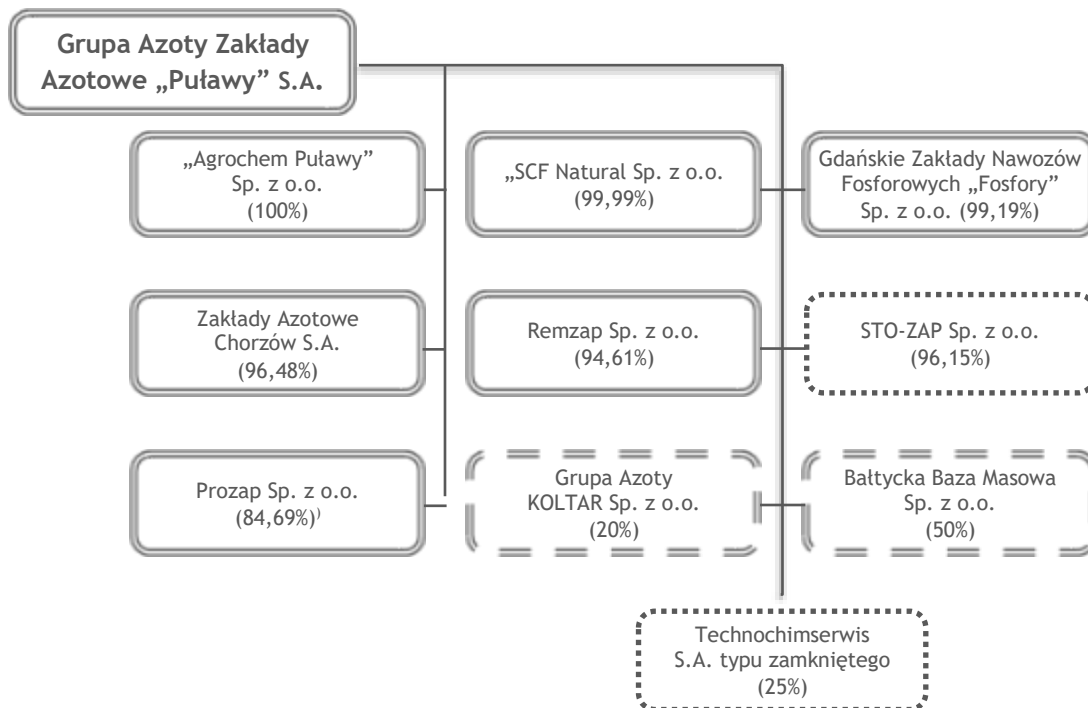 Grupa Azoty Zakłady
Azotowe „Puławy” S.A.
„Agrochem Puławy”
Sp. z o.o.
(100%)
„SCF Natural Sp. z o.o.
(99,99%)
Gdańskie Zakłady Nawozów
Fosforowych „Fosfory”
Sp. z o.o. (99,19%)
Zakłady Azotowe
Chorzów S.A.
(96,48%)
Remzap Sp. z o.o.
(94,61%)
STO-ZAP Sp. z o.o.
(96,15%)
Prozap Sp. z o.o.
(84,69%)⁾
Grupa Azoty
KOLTAR Sp. z o.o.
(20%)
Bałtycka Baza Masowa
Sp. z o.o.
(50%)
Technochimserwis
S.A. typu zamkniętego
(25%)